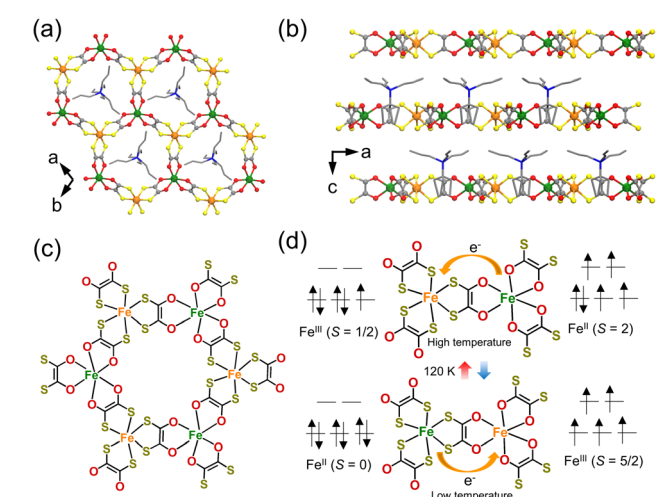 (a)
a
b
(b)
a
c
(c)
O O S S
S S O O
Fe S O Fe
S S O O S
O S O S
O S O S
S O O S S O
Fe Fe
S O O S S O
O S O S
O S O S
Fe S O Fe
S S O O S
O O S S
(d)
e-
O S S
O S S O O S
Fe Fe
S S S O O S
O O S
FeIII (S = 1/2)
High temperature
FeII (S = 2)
120 K
O S S
O S S O O S
Fe Fe
S S S O O S
O O S
FeII (S = 0)
e-
FeIII (S = 5/2)
Low temperature